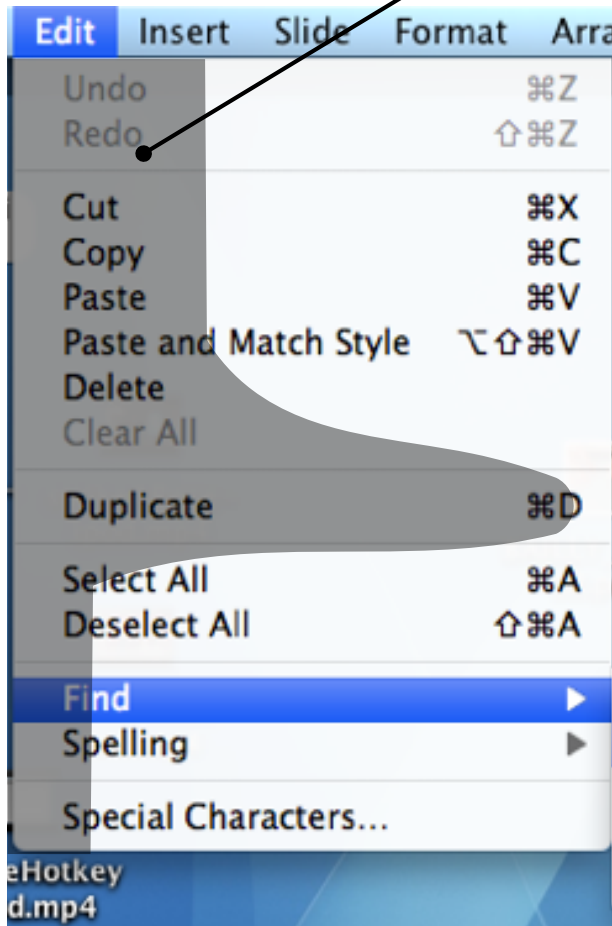 Edit Insert Slide Format Arra
Undo ⌘Z
Redo ⇧⌘Z
Cut ⌘X
Copy ⌘C
Paste ⌘V
Paste and Match Style ⌥⇧⌘V
Delete
Clear All
Duplicate ⌘D
Select All ⌘A
Deselect All ⇧⌘A
Find ▶
Spelling ▶
Special Characters...
eHotkey
d.mp4